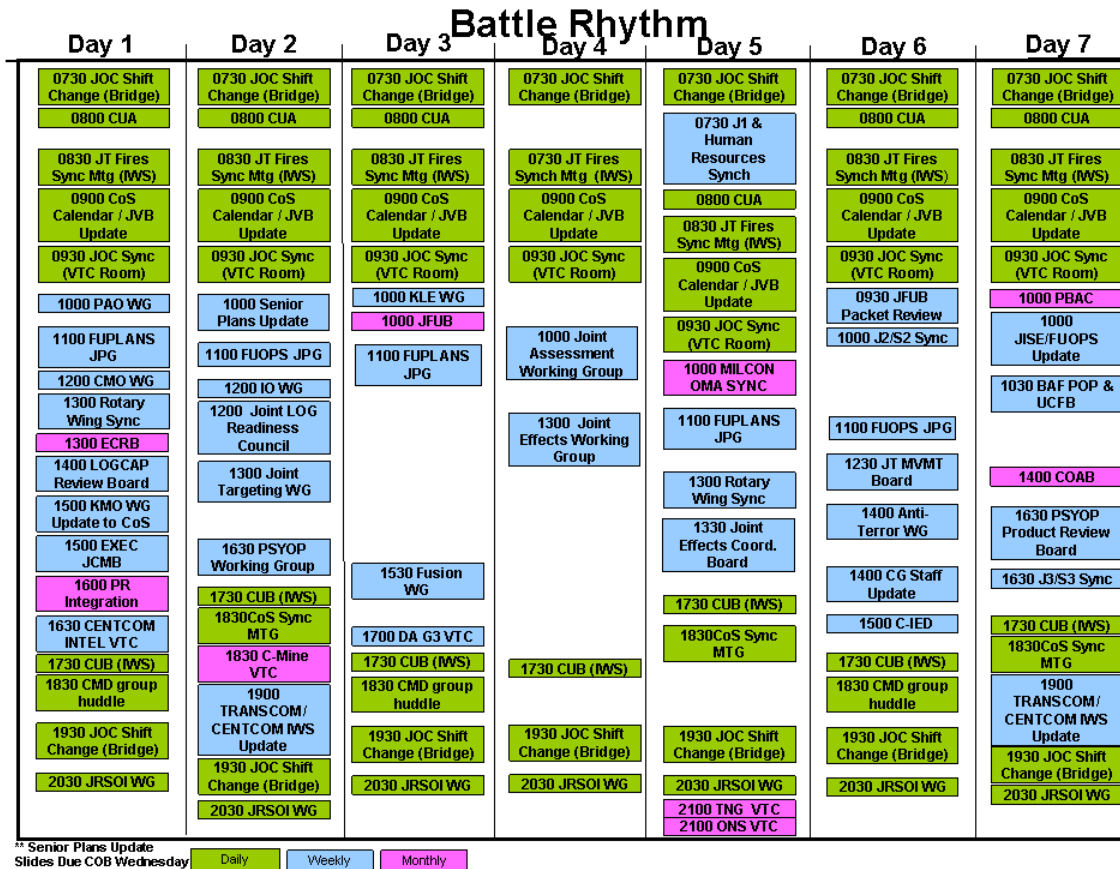 Battle Rhythm
Day 1
Day 2
Day 3
Day 4
Day 5
Day 6
Day 7
0730 JOC Shift
Change (Bridge)
0800 CUA
0830 JT Fires
Sync Mtg (IWS)
0900 CoS
Calendar / JVB
Update
0930 JOC Sync
(VTC Room)
1000 PAO WG
1100 FUPLANS
JPG
1200 CMO WG
1300 Rotary
Wing Sync
1300 ECRB
1400 LOGCAP
Review Board
1500 KMO WG
Update to CoS
1500 EXEC
JCMB
1600 PR
Integration
1630 CENTCOM
INTEL VTC
1730 CUB (IWS)
1830 CMD group
huddle
1930 JOC Shift
Change (Bridge)
2030 JRSOI WG
0730 JOC Shift
Change (Bridge)
0800 CUA
0830 JT Fires
Sync Mtg (IWS)
0900 CoS
Calendar / JVB
Update
0930 JOC Sync
(VTC Room)
1000 Senior
Plans Update
1100 FUOPS JPG
1200 IO WG
1200 Joint LOG
Readiness
Council
1300 Joint
Targeting WG
1630 PSYOP
Working Group
1730 CUB (IWS)
1830CoS Sync
MTG
1830 C-Mine
VTC
1900
TRANSCOM/
CENTCOM IWS
Update
1930 JOC Shift
Change (Bridge)
2030 JRSOI WG
0730 JOC Shift
Change (Bridge)
0800 CUA
0830 JT Fires
Sync Mtg (IWS)
0900 CoS
Calendar / JVB
Update
0930 JOC Sync
(VTC Room)
1000 KLE WG
1000 JFUB
1100 FUPLANS
JPG
1530 Fusion
WG
1700 DA G3 VTC
1730 CUB (IWS)
1830 CMD group
huddle
1930 JOC Shift
Change (Bridge)
2030 JRSOI WG
0730 JOC Shift
Change (Bridge)
0730 JT Fires
Synch Mtg (IWS)
0900 CoS
Calendar / JVB
Update
0930 JOC Sync
(VTC Room)
1000 Joint
Assessment
Working Group
1300 Joint
Effects Working
Group
1730 CUB (IWS)
1930 JOC Shift
Change (Bridge)
2030 JRSOI WG
0730 JOC Shift
Change (Bridge)
0730 J1 &
Human
Resources
Synch
0800 CUA
0830 JT Fires
Sync Mtg (IWS)
0900 CoS
Calendar / JVB
Update
0930 JOC Sync
(VTC Room)
1000 MILCON
OMA SYNC
1100 FUPLANS
JPG
1300 Rotary
Wing Sync
1330 Joint
Effects Coord.
Board
1730 CUB (IWS)
1830CoS Sync
MTG
1930 JOC Shift
Change (Bridge)
2030 JRSOI WG
2100 TNG VTC
2100 ONS VTC
0730 JOC Shift
Change (Bridge)
0800 CUA
0830 JT Fires
Synch Mtg (IWS)
0900 CoS
Calendar / JVB
Update
0930 JOC Sync
(VTC Room)
0930 JFUB
Packet Review
1000 J2/S2 Sync
1100 FUOPS JPG
1230 JT MVMT
Board
1400 Anti-
Terror WG
1400 CG Staff
Update
1500 C-IED
1730 CUB (IWS)
1830 CMD group
huddle
1930 JOC Shift
Change (Bridge)
2030 JRSOI WG
0730 JOC Shift
Change (Bridge)
0800 CUA
0830 JT Fires
Sync Mtg (IWS)
0900 CoS
Calendar / JVB
Update
0930 JOC Sync
(VTC Room)
1000 PBAC
1000
JISE/FUOPS
Update
1030 BAF POP &
UCFB
1400 COAB
1630 PSYOP
Product Review
Board
1630 J3/S3 Sync
1730 CUB (IWS)
1830CoS Sync
MTG
1900
TRANSCOM/
CENTCOM IWS
Update
1930 JOC Shift
Change (Bridge)
2030 JRSOI WG
** Senior Plans Update
Slides Due COB Wednesday
Daily
Weekly
Monthly